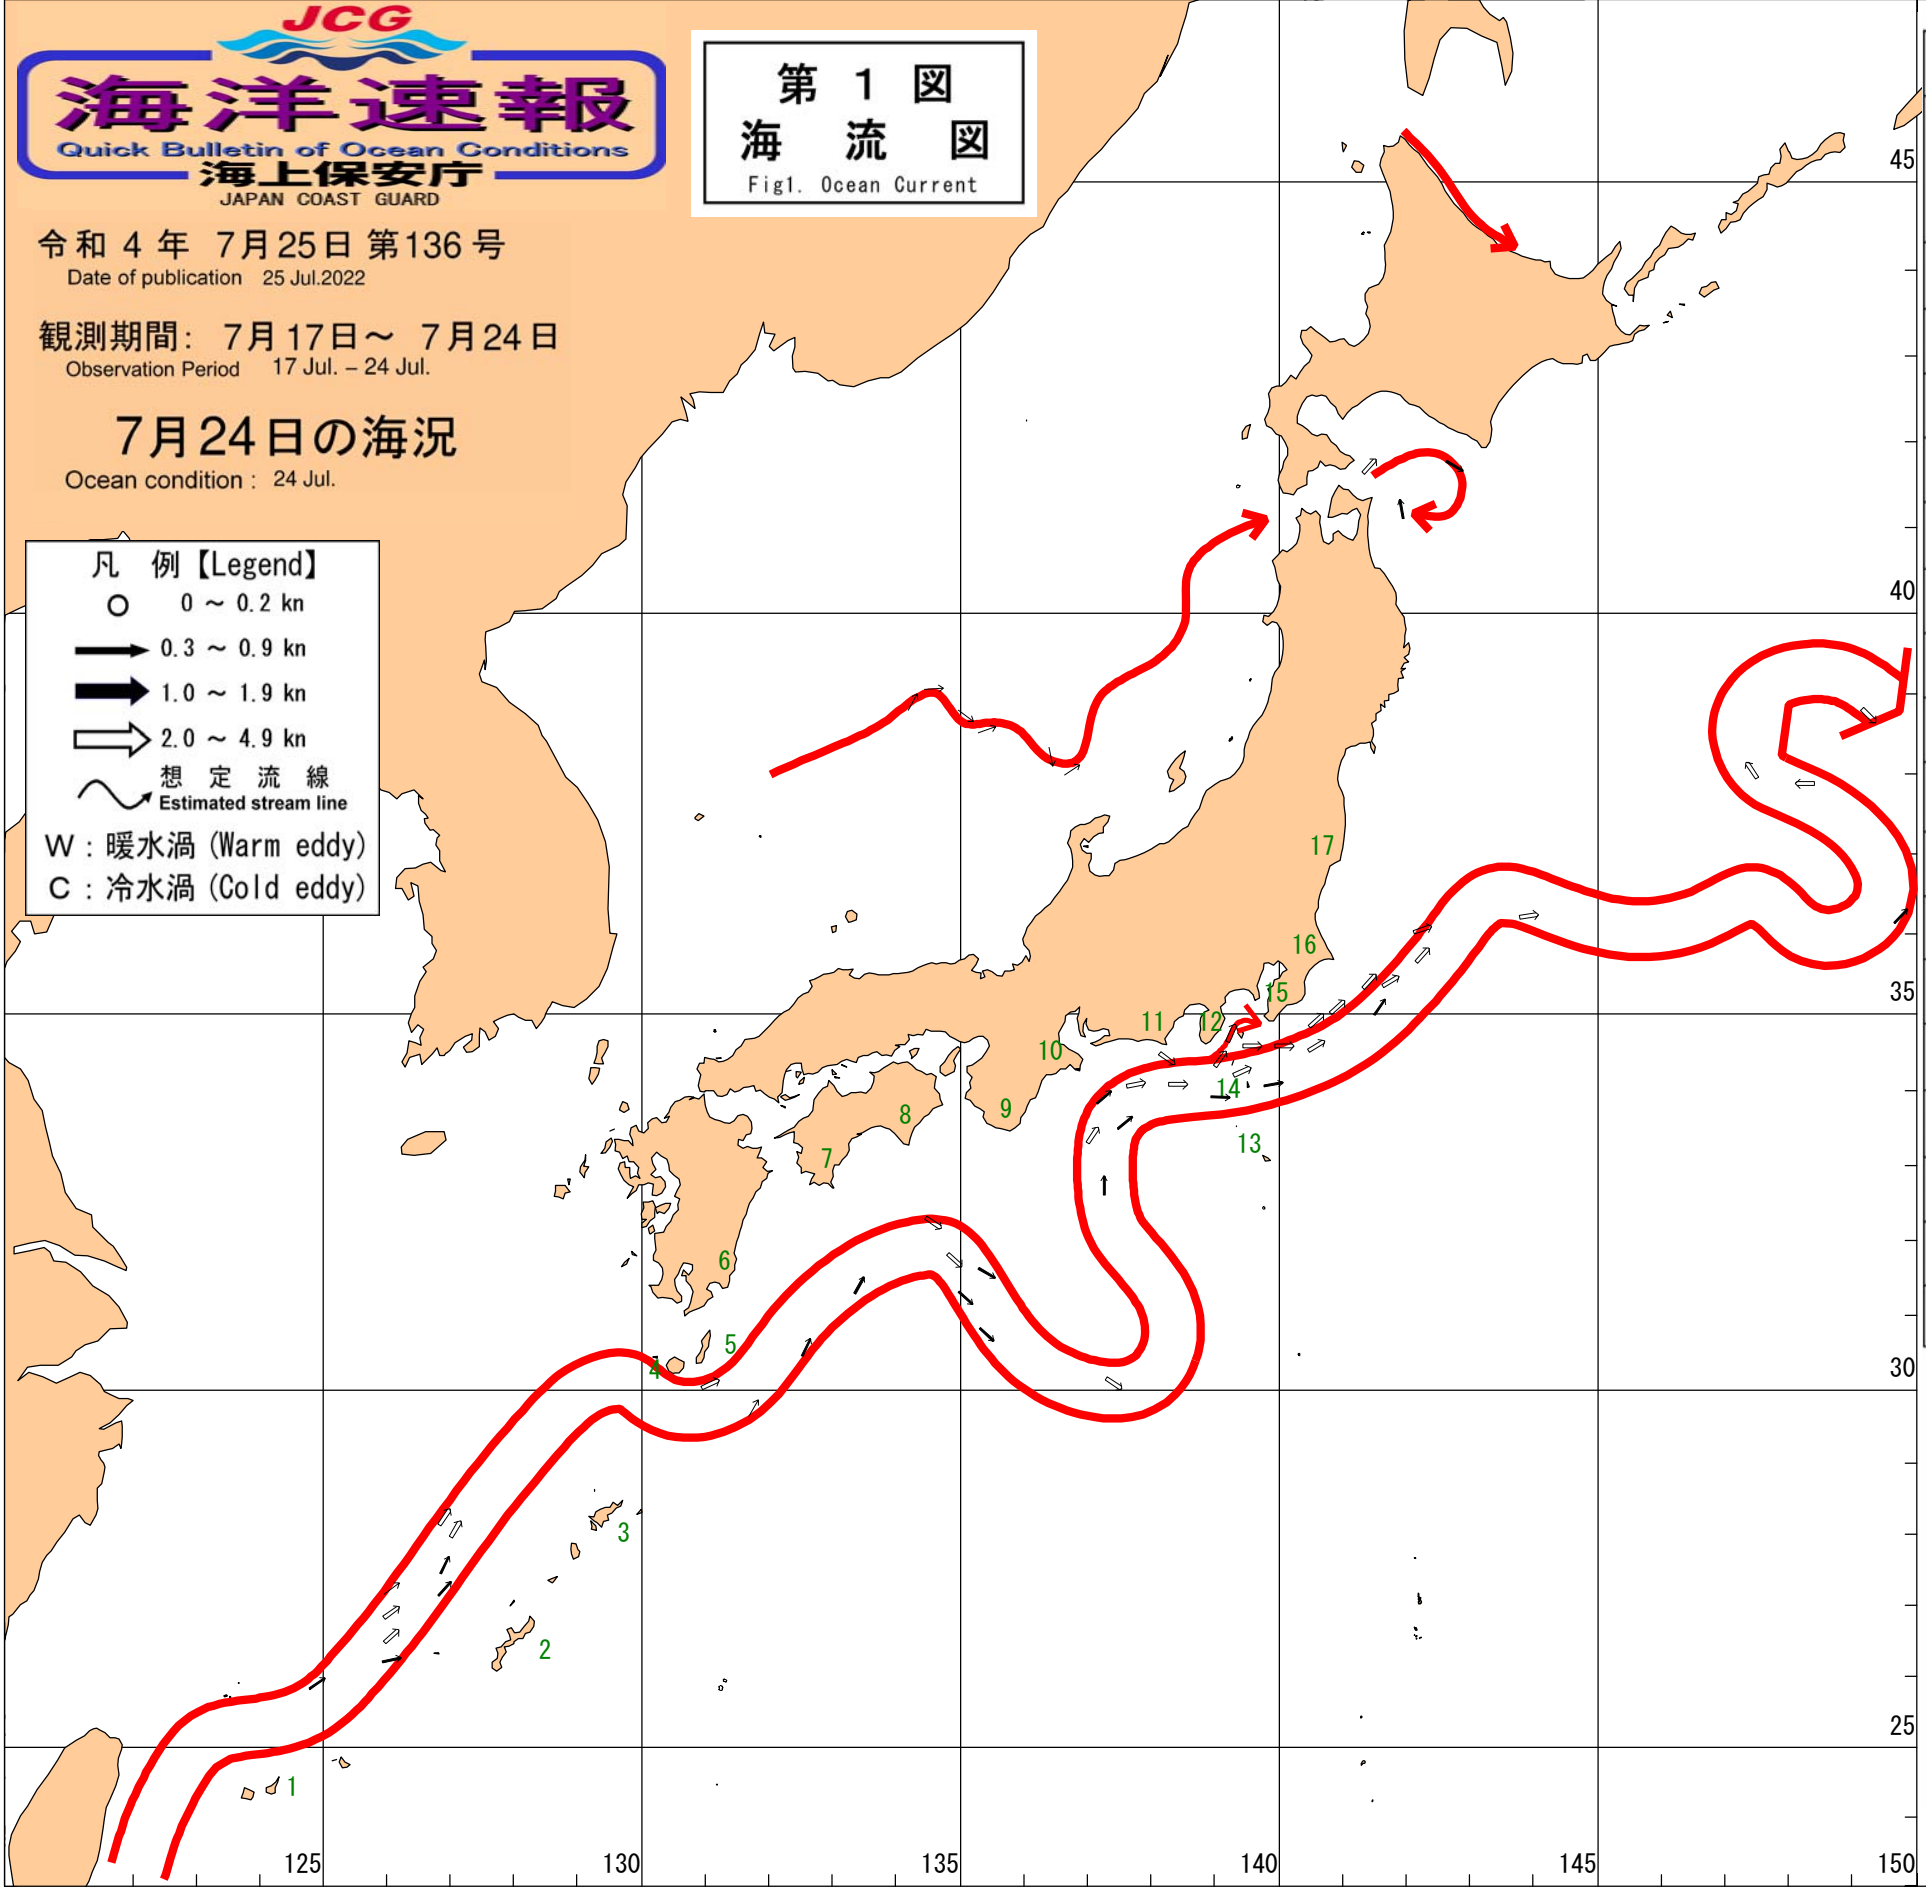 JCG
海洋速報
Quick Bulletin of Ocean Conditions
海上保安庁
JAPAN COAST GUARD
令和 4 年 7月25日 第136号
Date of publication 25 Jul.2022
観測期間: 7月17日~ 7月24日
Observation Period 17 Jul. – 24 Jul.
7月24日の海況
Ocean condition : 24 Jul.
第 1 図
海 流 図
Fig1. Ocean Current
凡 例【Legend】
0 ~ 0.2 kn
0.3 ~ 0.9 kn
1.0 ~ 1.9 kn
2.0 ~ 4.9 kn
想 定 流 線
Estimated stream line
W : 暖水渦 (Warm eddy)
C : 冷水渦 (Cold eddy)
45
40
17
16
35
15
12
11
10
14
9
8
13
7
6
5
4
30
3
2
25
1
125
130
135
140
145
150